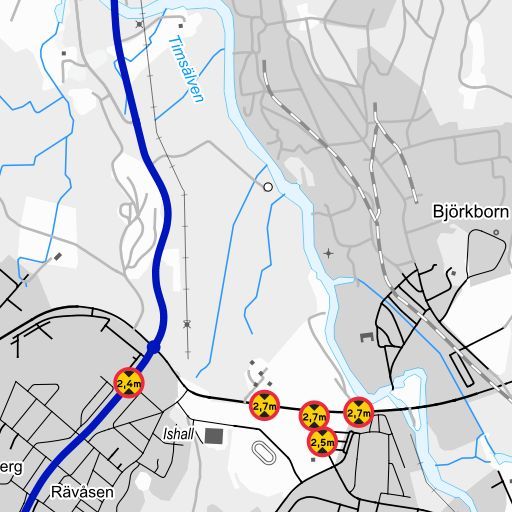 Timsälven
Björkborn
2,4m
2,7m
2,7m
2,7m
2,5m
Ishall
erg
Rävåsen